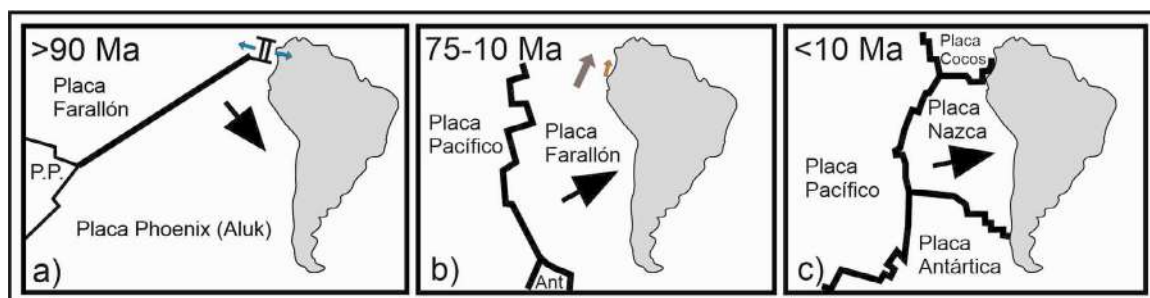 >90 Ma
Placa
Farallón
P.P.
Placa Phoenix (Aluk)
a)
75-10 Ma
Placa
Pacífico
Placa
Farallón
b)
Ant
<10 Ma
Placa
Cocos
Placa
Nazca
Placa
Pacífico
Placa
Antártica
c)